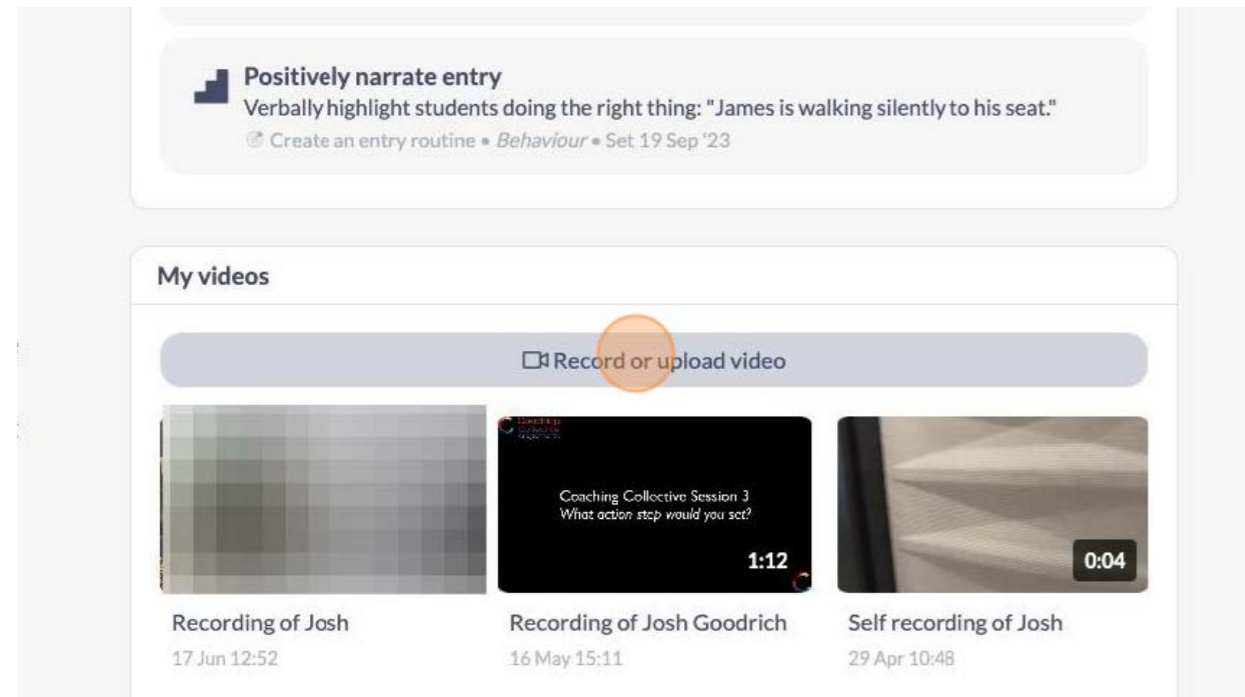 Positively narrate entry
Verbally highlight students doing the right thing: "James is walking silently to his seat."
Create an entry routine • Behaviour • Set 19 Sep '23
My videos
Record or upload video
Coaching Collective Session 3
What action step would you set?
1:12
0:04
Recording of Josh
Recording of Josh Goodrich
Self recording of Josh
17 Jun 12:52
16 May 15:11
29 Apr 10:48